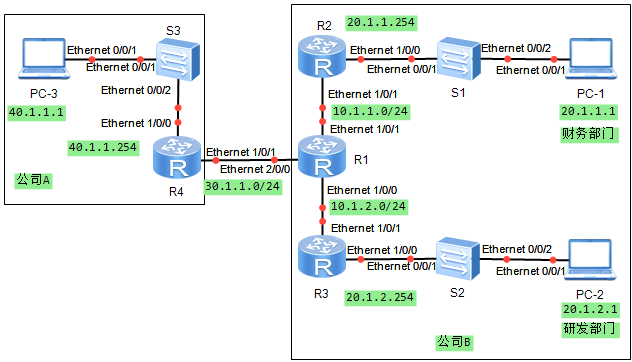 R2
20.1.1.254
S3
Ethernet 0/0/1
Ethernet 0/0/1
PC-3
40.1.1.1
Ethernet 0/0/2
Ethernet 1/0/0
40.1.1.254
R
R4
公司A
Ethernet 1/0/1
Ethernet 2/0/0
30.1.1.0/24
R
Ethernet 1/0/0
Ethernet 0/0/1
S1
Ethernet 0/0/2
Ethernet 0/0/1
PC-1
20.1.1.1
财务部门
Ethernet 1/0/1
10.1.1.0/24
Ethernet 1/0/1
R
R1
Ethernet 1/0/0
10.1.2.0/24
Ethernet 1/0/1
R
R3
Ethernet 1/0/0
Ethernet 0/0/1
20.1.2.254
S2
Ethernet 0/0/2
Ethernet 0/0/1
PC-2
20.1.2.1
研发部门
公司B